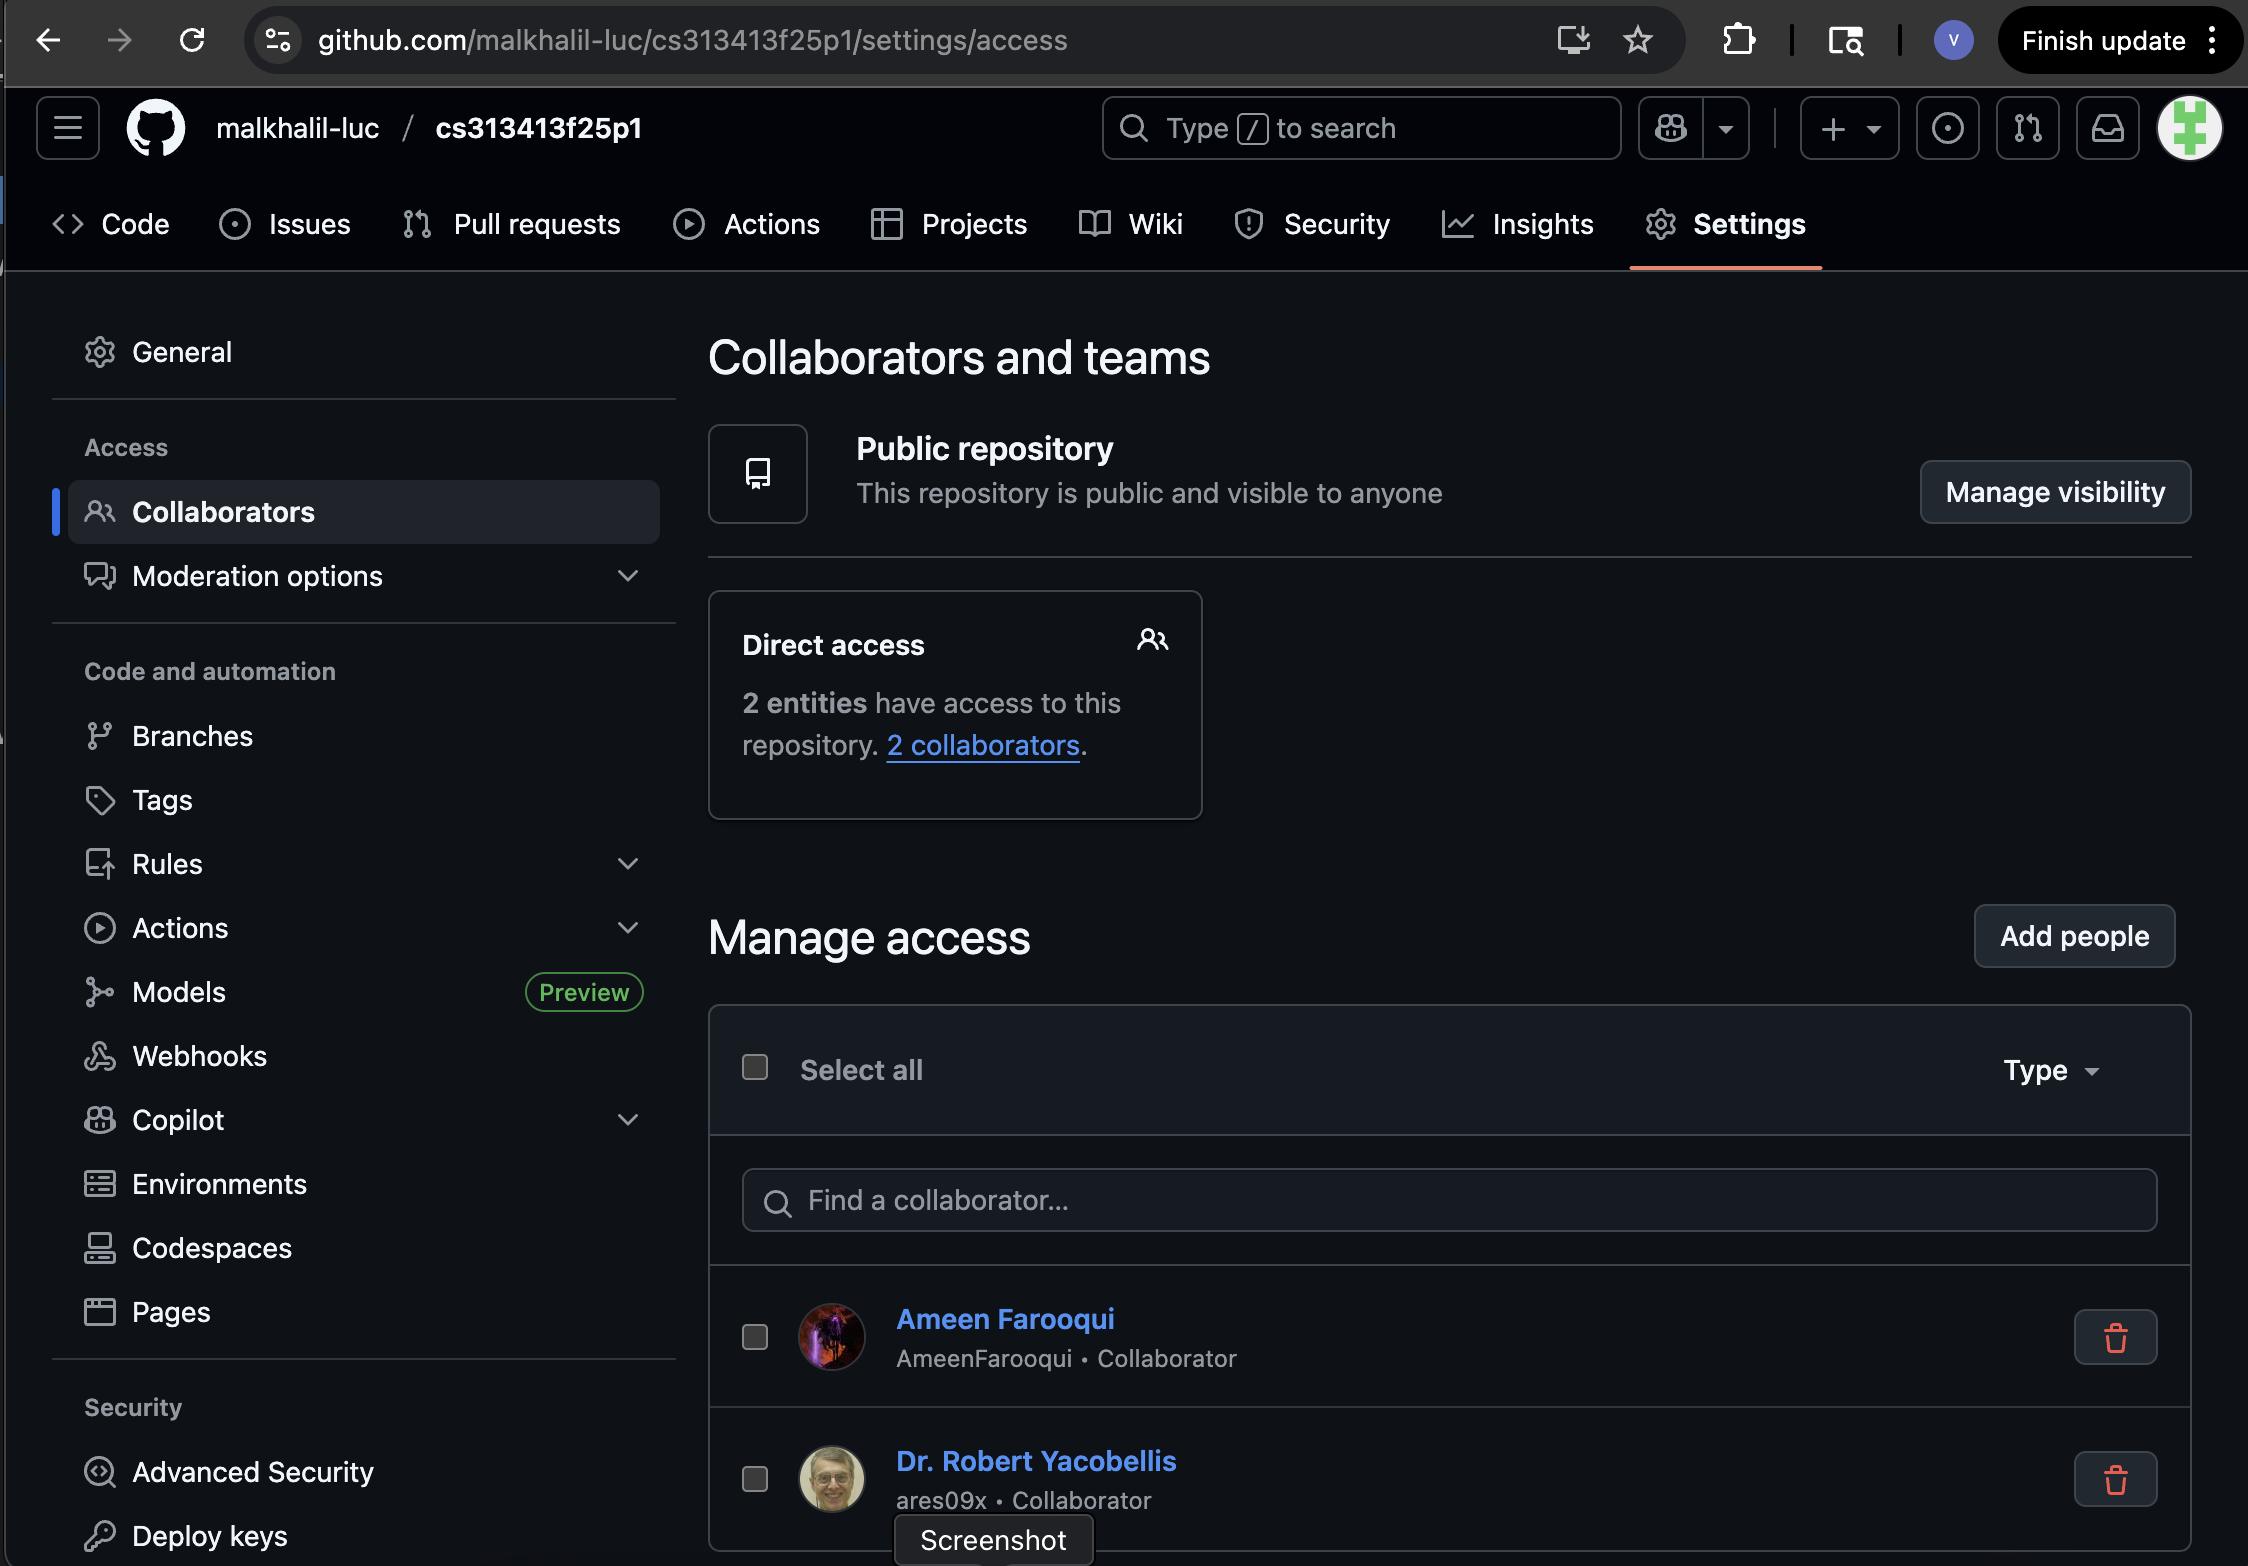 github.com/malkhalil-luc/cs313413f25p1/settings/access
V
Finish update
malkhalil-luc / cs313413f25p1
Type / to search
Code
Issues
Pull requests
Actions
Projects
Wiki
Security
Insights
Settings
General
Access
Collaborators
Moderation options
Code and automation
Branches
Tags
Rules
Actions
Models
Preview
Webhooks
Copilot
Environments
Codespaces
Pages
Security
Advanced Security
Deploy keys
Collaborators and teams
Public repository
This repository is public and visible to anyone
Manage visibility
Direct access
2 entities have access to this
repository. 2 collaborators.
Manage access
Add people
Select all
Type
Find a collaborator...
Ameen Farooqui
AmeenFarooqui • Collaborator
Dr. Robert Yacobellis
ares09x • Collaborator
Screenshot